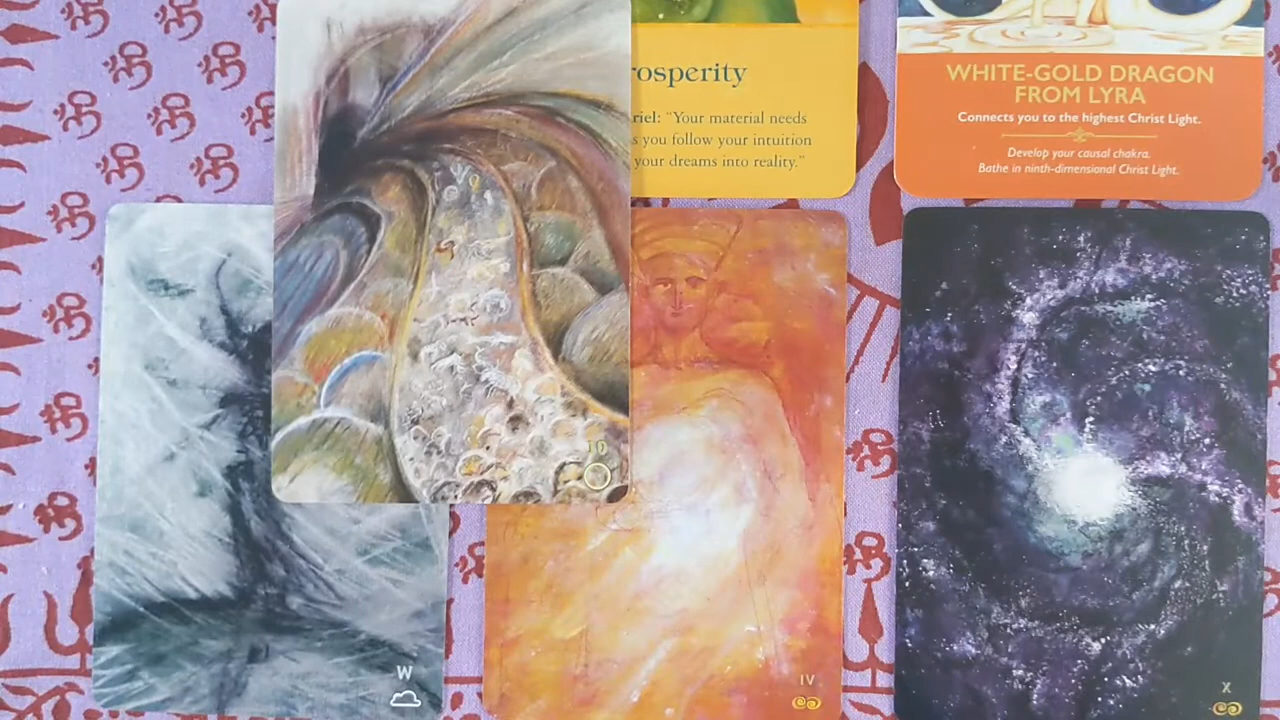 rosperity
riel: "Your material needs
s you follow your intuition
your dreams into reality."
WHITE-GOLD DRAGON
FROM LYRA
Connects you to the highest Christ Light.
Develop your causal chakra.
Bathe in ninth-dimensional Christ Light.
10
W
IV
X